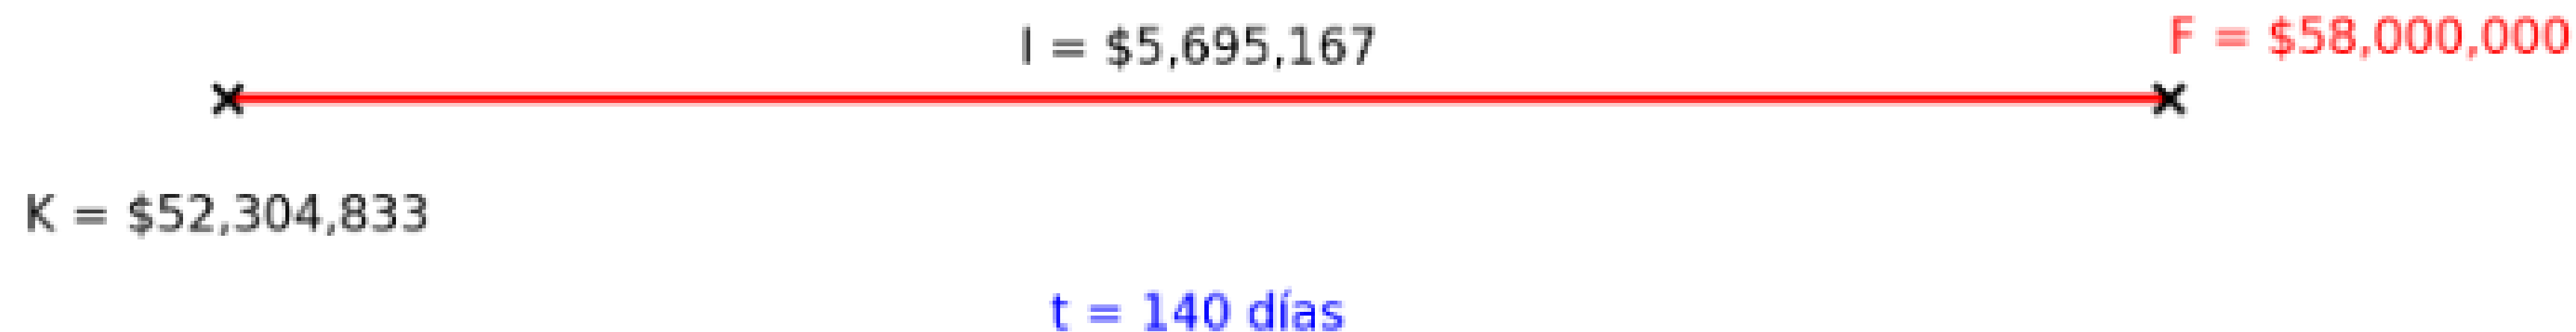 I = $5,695,167
F = $58,000,000
K = $52,304,833
t = 140 días